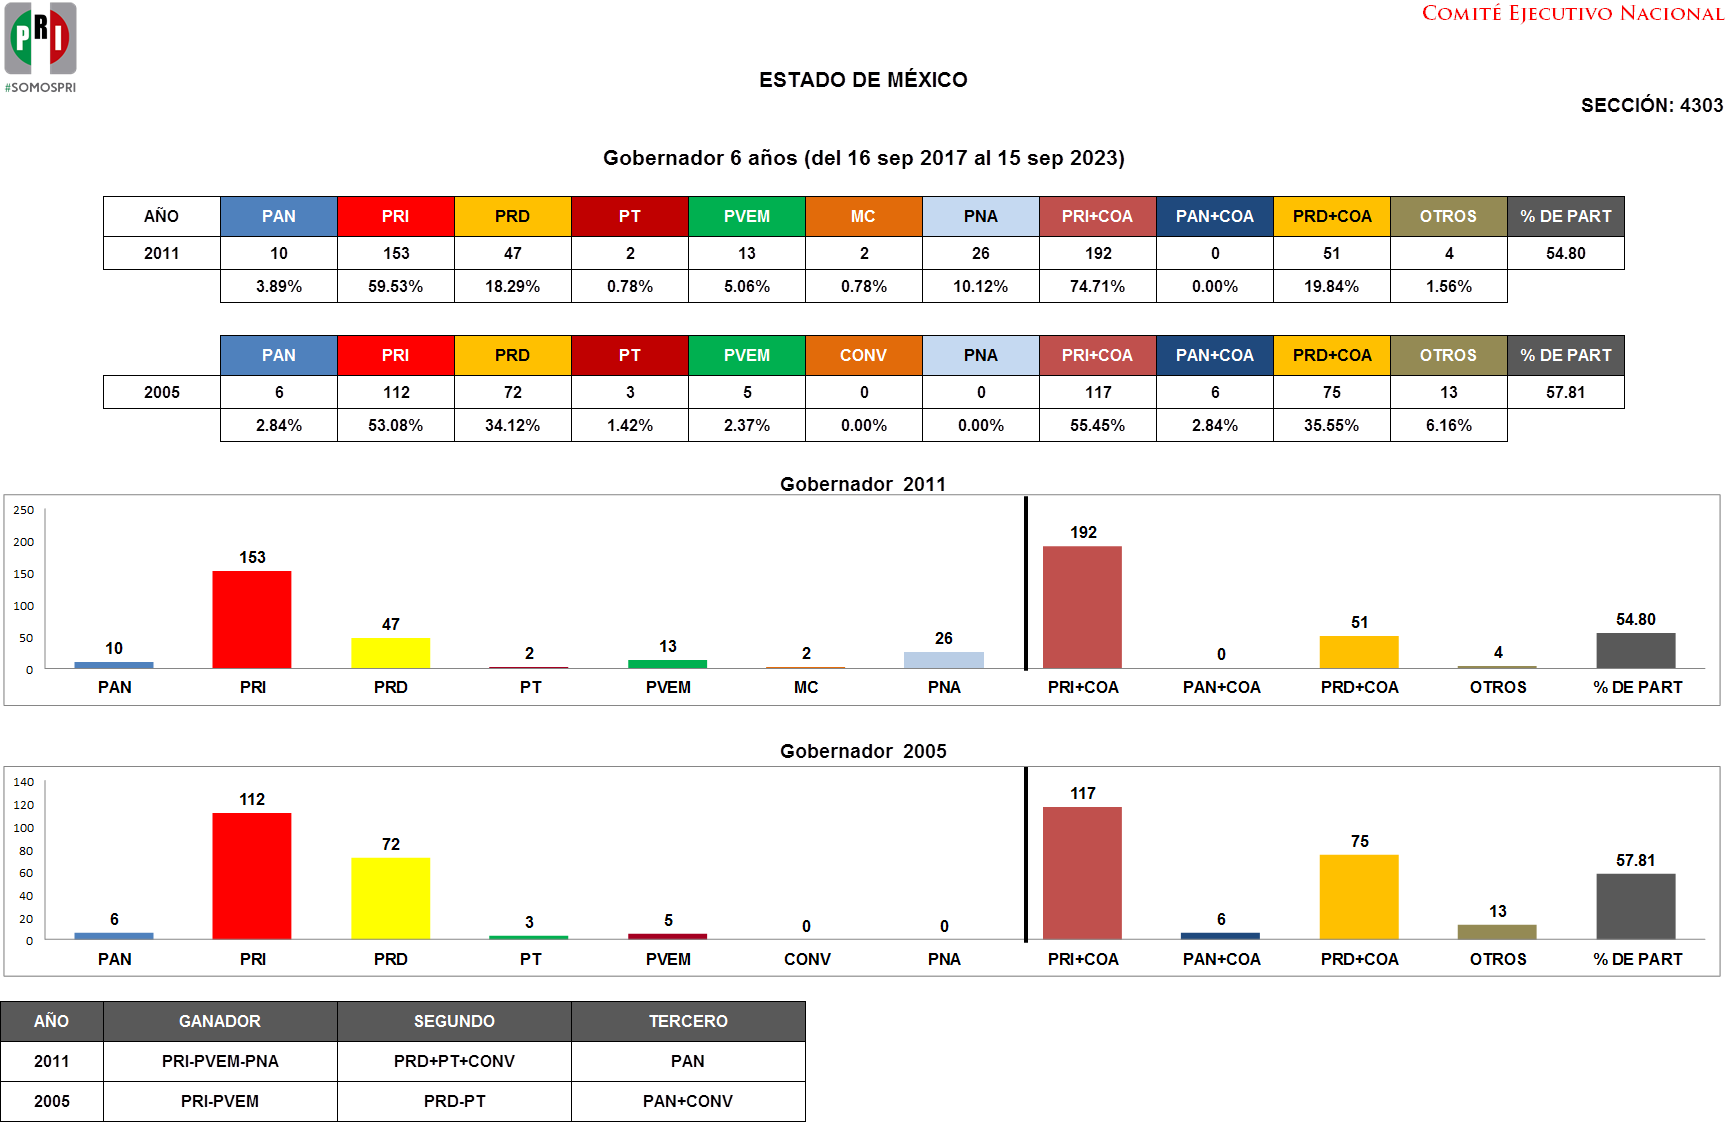 PRI
#SOMOSPRI
COMITÉ EJECUTIVO NACIONAL
ESTADO DE MÉXICO
SECCIÓN: 4303
Gobernador 6 años (del 16 sep 2017 al 15 sep 2023)
AÑO PAN PRI PRD PT PVEM MC PNA PRI+COA PAN+COA PRD+COA OTROS % DE PART
2011 10 153 47 2 13 2 26 192 0 51 4 54.80
3.89% 59.53% 18.29% 0.78% 5.06% 0.78% 10.12% 74.71% 0.00% 19.84% 1.56%
PAN PRI PRD PT PVEM CONV PNA PRI+COA PAN+COA PRD+COA OTROS % DE PART
2005 6 112 72 3 5 0 0 117 6 75 13 57.81
2.84% 53.08% 34.12% 1.42% 2.37% 0.00% 0.00% 55.45% 2.84% 35.55% 6.16%
Gobernador 2011
250
200
150
100
50
0
10 153 47 2 13 2 26 192 0 51 4 54.80
PAN PRI PRD PT PVEM MC PNA PRI+COA PAN+COA PRD+COA OTROS % DE PART
Gobernador 2005
140
120
100
80
60
40
20
0
6 112 72 3 5 0 0 117 6 75 13 57.81
PAN PRI PRD PT PVEM CONV PNA PRI+COA PAN+COA PRD+COA OTROS % DE PART
AÑO GANADOR SEGUNDO TERCERO
2011 PRI-PVEM-PNA PRD+PT+CONV PAN
2005 PRI-PVEM PRD-PT PAN+CONV